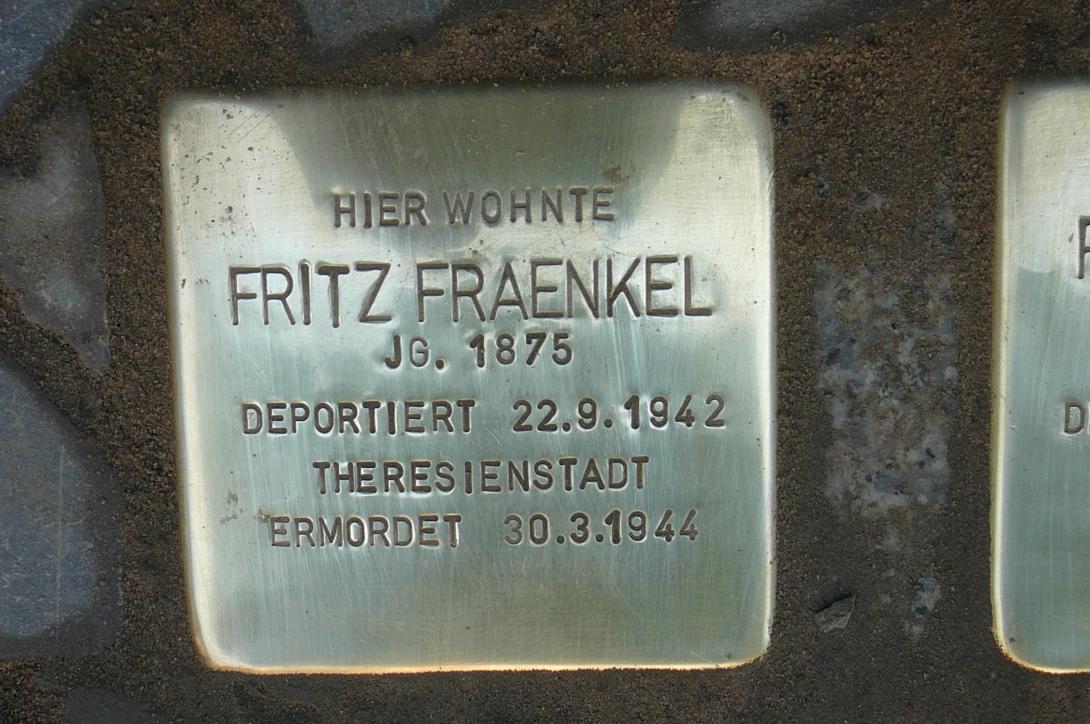 HIER WOHNTE
FRITZ FRAENKEL
JG. 1875
DEPORTIERT 22.9.1942
THERESIENSTADT
ERMORDET 30.3.1944